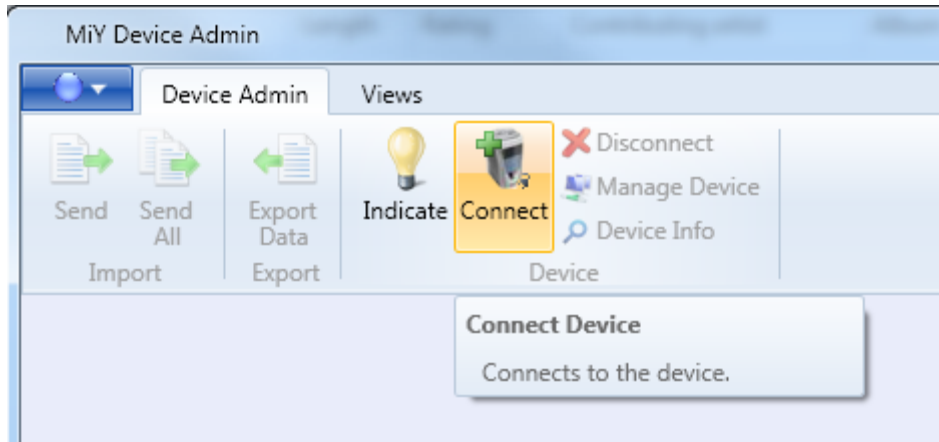 MiY Device Admin
Device Admin
Views
Send
Send
All
Export
Data
Indicate
Connect
Disconnect
Manage Device
Device Info
Import
Export
Device
Connect Device
Connects to the device.